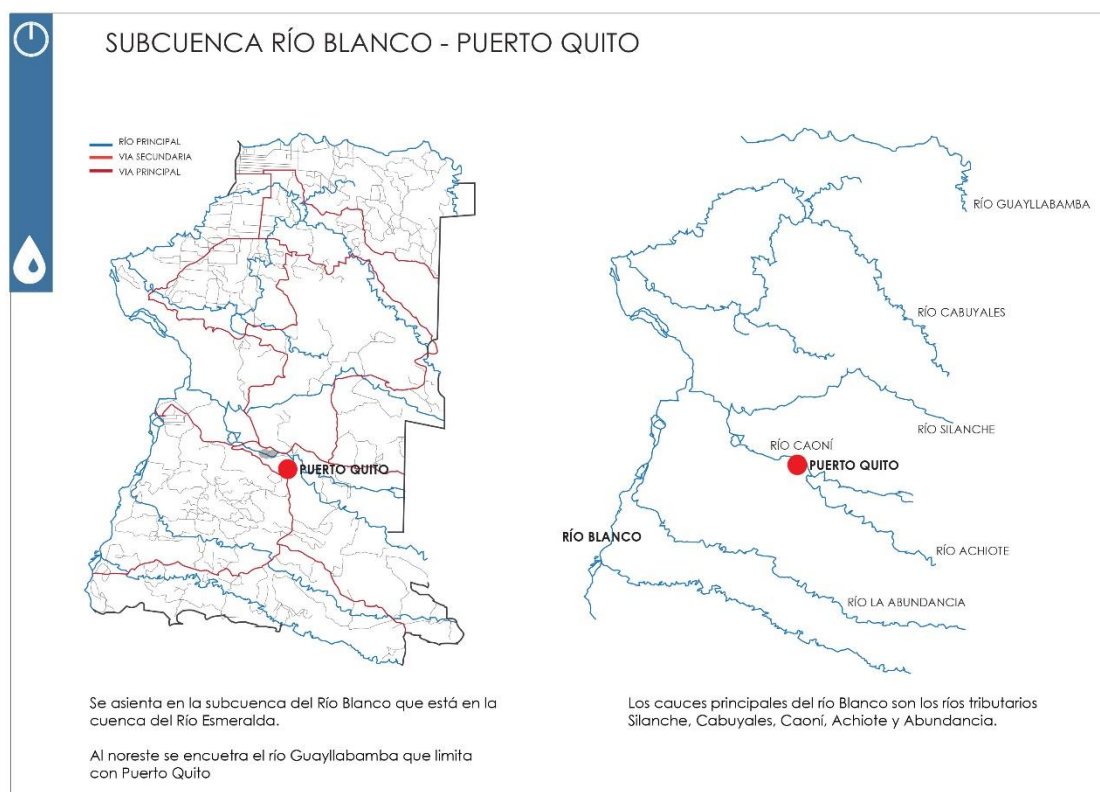 SUBCUENCA RÍO BLANCO - PUERTO QUITO
RÍO PRINCIPAL
VIA SECUNDARIA
VIA PRINCIPAL
PUERTO QUITO
RÍO GUAYLLABAMBA
RÍO CABUYALES
RÍO SILANCHE
RÍO CAONÍ
PUERTO QUITO
RÍO BLANCO
RÍO ACHIOTE
RÍO LA ABUNDANCIA
Se asienta en la subcuenca del Río Blanco que está en la
cuenca del Río Esmeralda.
Al noreste se encuetra el río Guayllabamba que limita
con Puerto Quito
Los cauces principales del río Blanco son los ríos tributarios
Silanche, Cabuyales, Caoní, Achiote y Abundancia.